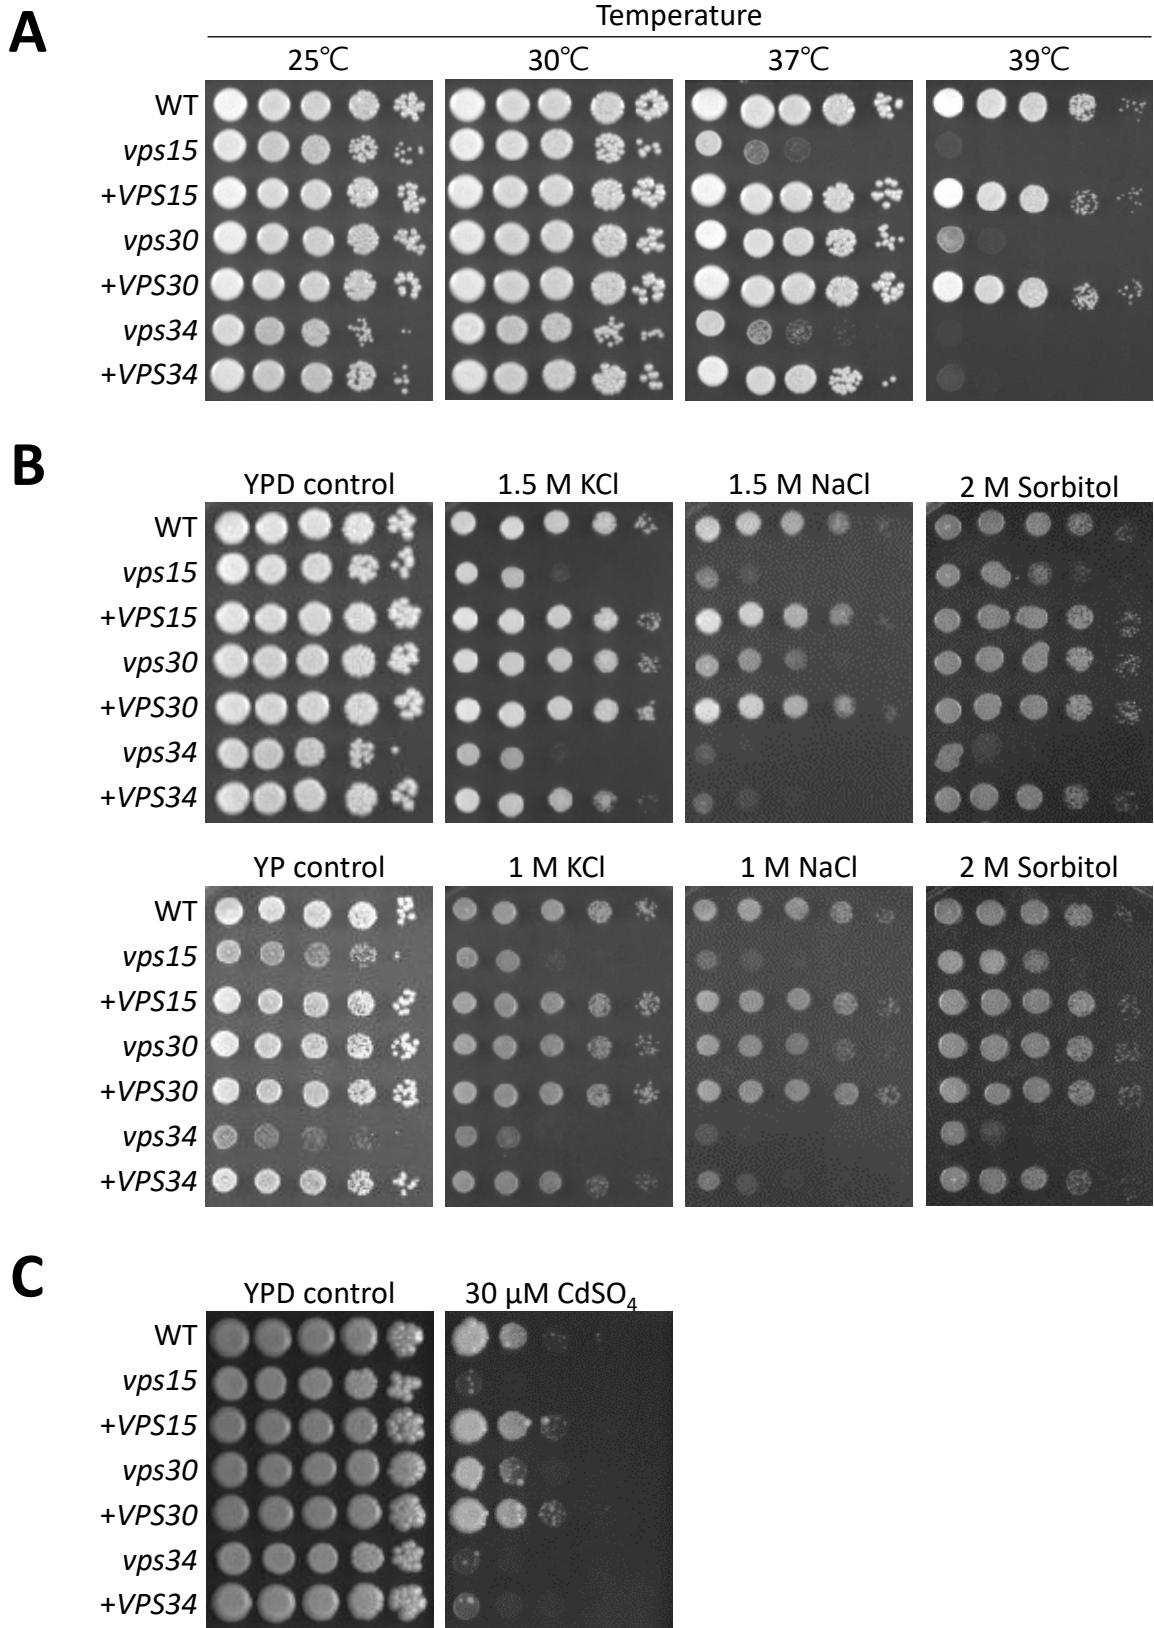 A
Temperature
25℃ 30℃ 37℃ 39℃
WT
vps15
+VPS15
vps30
+VPS30
vps34
+VPS34
B
YPD control 1.5 M KCl 1.5 M NaCl 2 M Sorbitol
WT
vps15
+VPS15
vps30
+VPS30
vps34
+VPS34
YP control 1 M KCl 1 M NaCl 2 M Sorbitol
WT
vps15
+VPS15
vps30
+VPS30
vps34
+VPS34
C
YPD control 30 µM CdSO4
WT
vps15
+VPS15
vps30
+VPS30
vps34
+VPS34